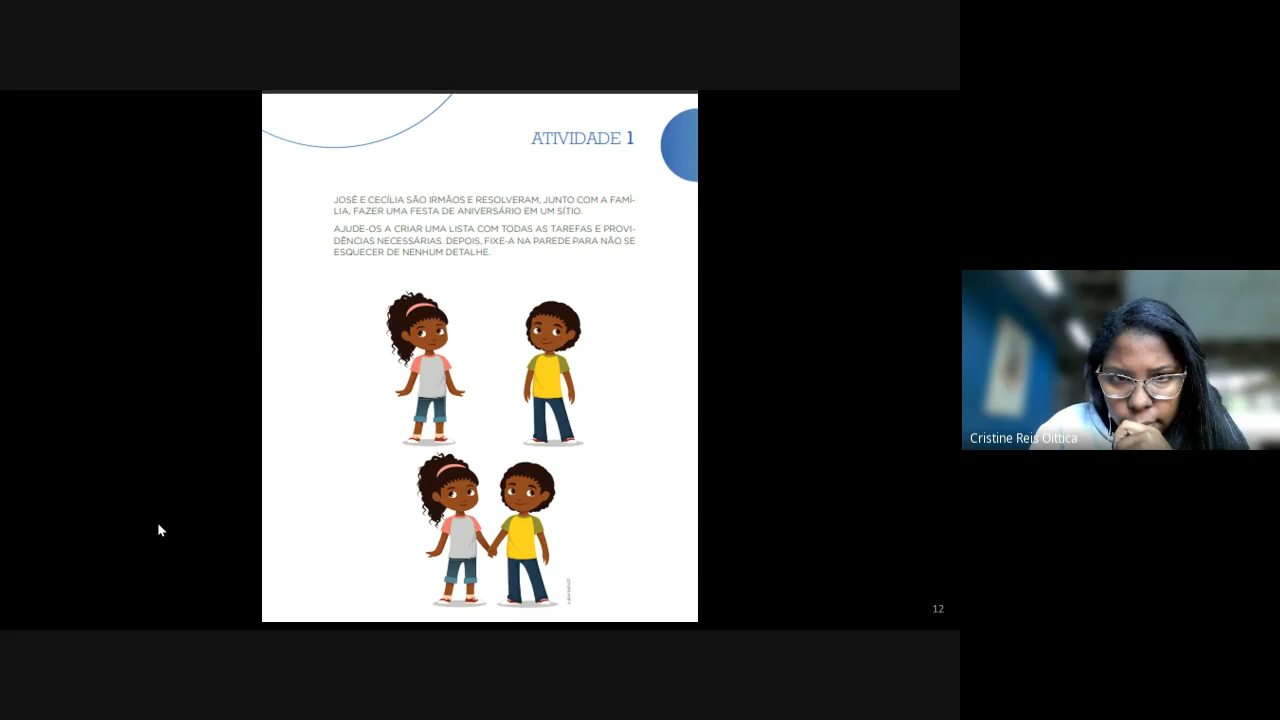 ATIVIDADE 1
JOSÉ E CECÍLIA SÃO IRMÃOS E RESOLVERAM, JUNTO COM A FAMÍ-
LIA, FAZER UMA FESTA DE ANIVERSÁRIO EM UM SÍTIO.
AJUDE-OS A CRIAR UMA LISTA COM TODAS AS TAREFAS E PROVI-
DÊNCIAS NECESSÁRIAS. DEPOIS, FIXE-A NA PAREDE PARA NÃO SE
ESQUECER DE NENHUM DETALHE.
Cristine Reis Oittica
12